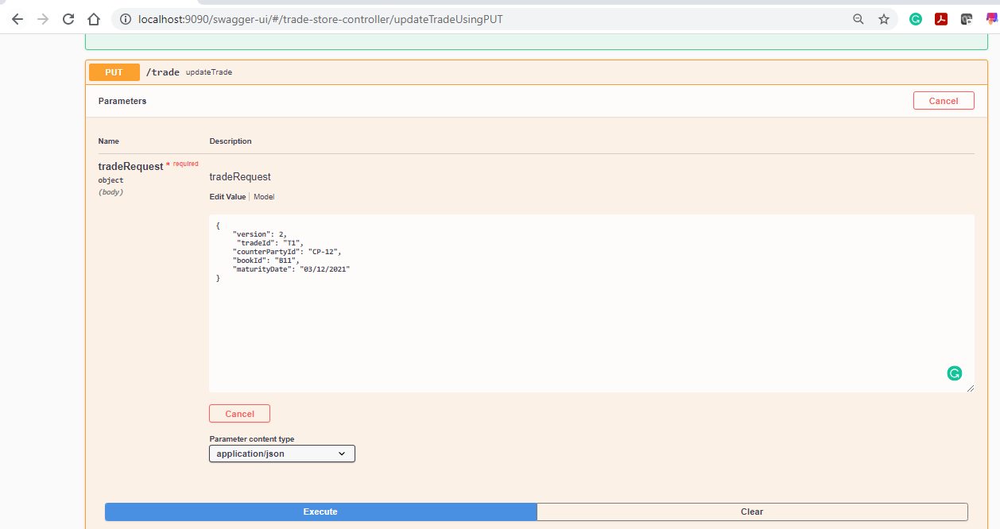 localhost:9090/swagger-ui/#/trade-store-controller/updateTradeUsingPUT
PUT /trade updateTrade
Parameters Cancel
Name Description
tradeRequest * required
object
(body)
tradeRequest
Edit Value | Model
{
    "version": 2,
     "tradeId": "T1",
    "counterPartyId": "CP-12",
    "bookId": "B11",
    "maturityDate": "03/12/2021"
}
Cancel
Parameter content type
application/json
Execute Clear